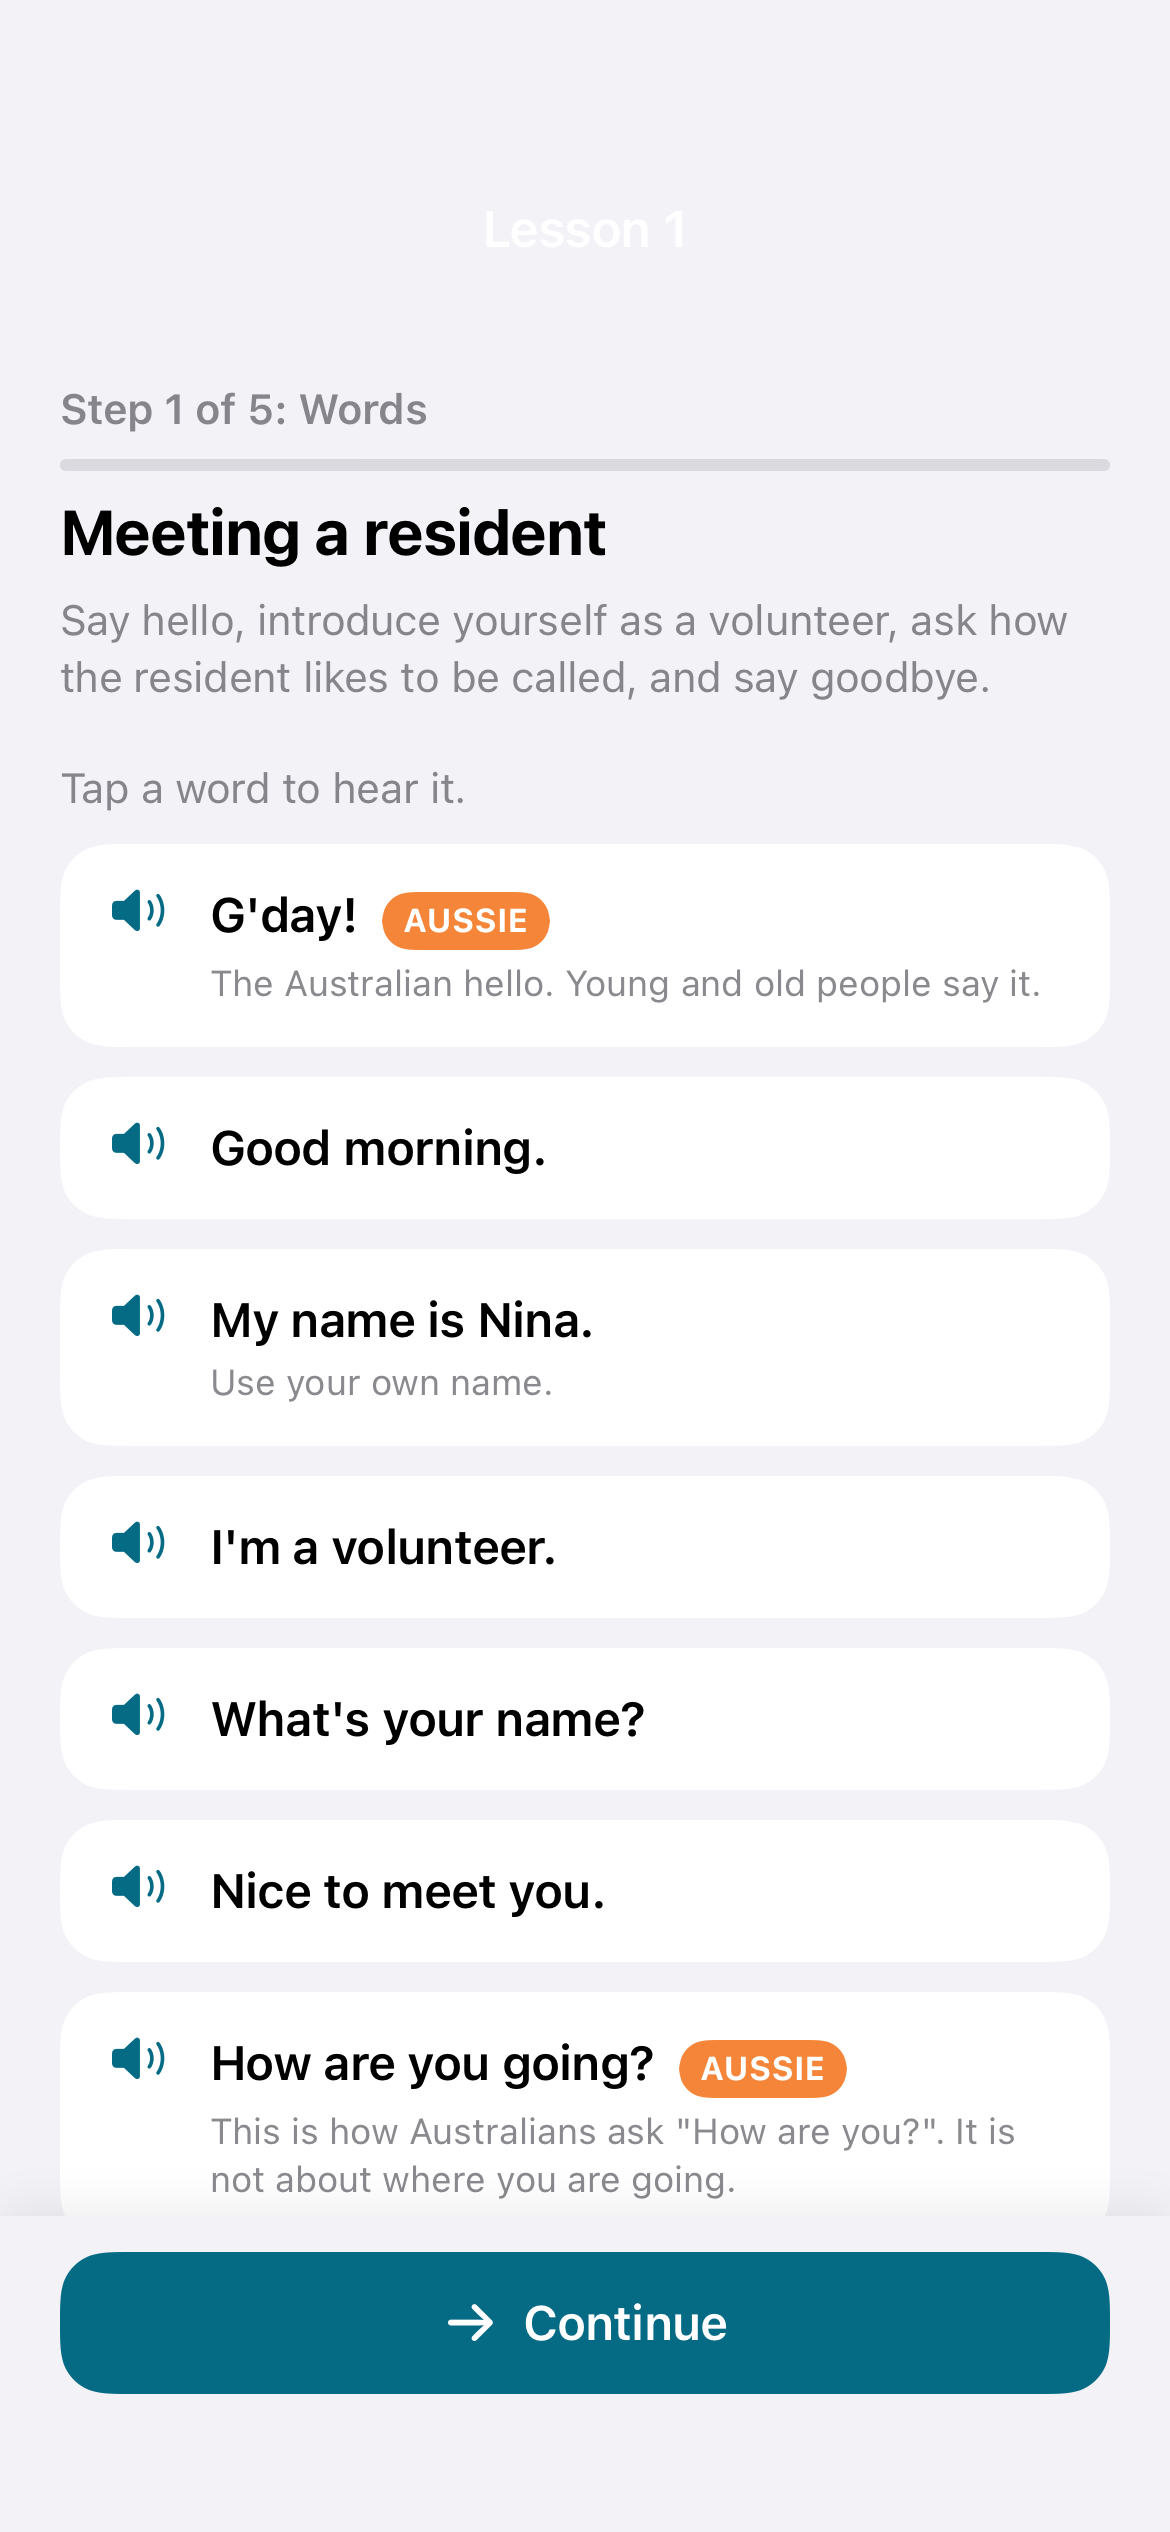 Lesson 1
Step 1 of 5: Words
Meeting a resident
Say hello, introduce yourself as a volunteer, ask how
the resident likes to be called, and say goodbye.
Tap a word to hear it.
G'day! AUSSIE
The Australian hello. Young and old people say it.
Good morning.
My name is Nina.
Use your own name.
I'm a volunteer.
What's your name?
Nice to meet you.
How are you going? AUSSIE
This is how Australians ask "How are you?". It is
not about where you are going.
Continue